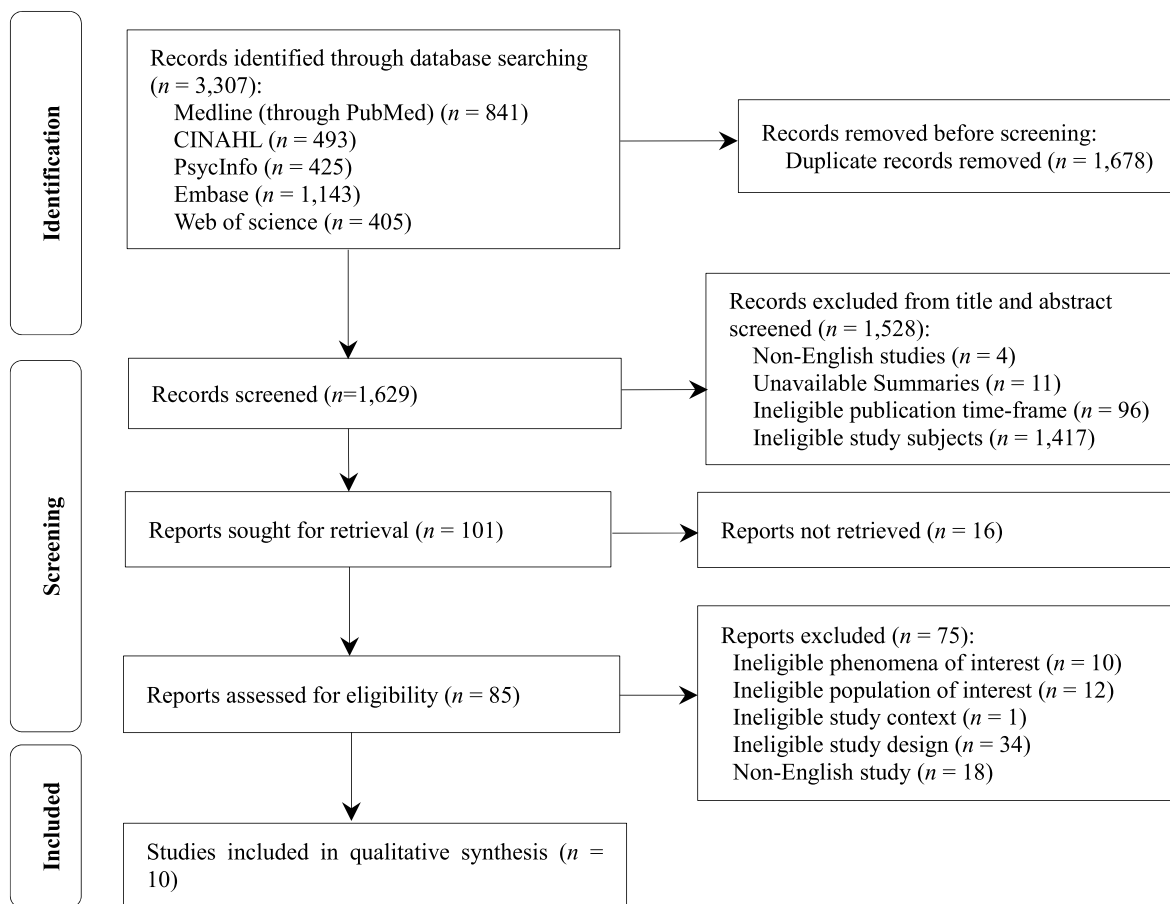 Identification
Records identified through database searching
(n = 3,307):
Medline (through PubMed) (n = 841)
CINAHL (n = 493)
PsycInfo (n = 425)
Embase (n = 1,143)
Web of science (n = 405)
Records removed before screening:
Duplicate records removed (n = 1,678)
Records excluded from title and abstract
screened (n = 1,528):
Non-English studies (n = 4)
Unavailable Summaries (n = 11)
Ineligible publication time-frame (n = 96)
Ineligible study subjects (n = 1,417)
Screening
Records screened (n=1,629)
Reports sought for retrieval (n = 101)
Reports not retrieved (n = 16)
Reports assessed for eligibility (n = 85)
Reports excluded (n = 75):
Ineligible phenomena of interest (n = 10)
Ineligible population of interest (n = 12)
Ineligible study context (n = 1)
Ineligible study design (n = 34)
Non-English study (n = 18)
Included
Studies included in qualitative synthesis (n =
10)